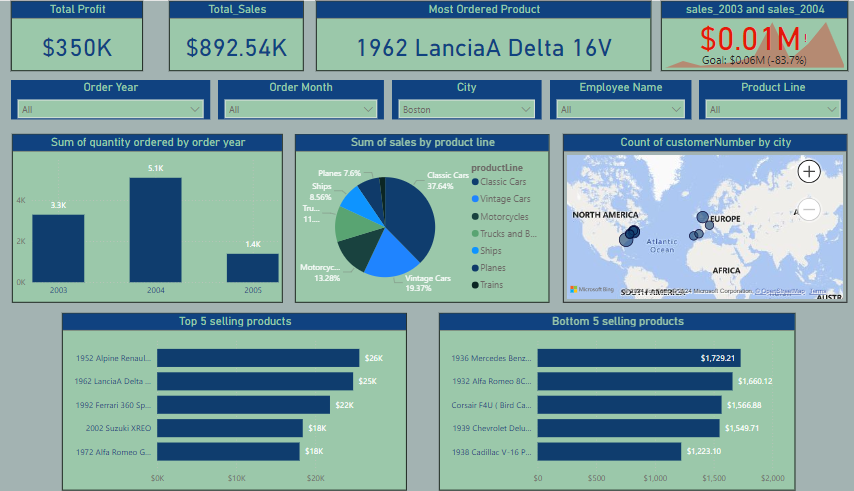 Total Profit
$350K
Total_Sales
$892.54K
Most Ordered Product
1962 LanciaA Delta 16V
sales_2003 and sales_2004
$0.01M!
Goal: $0.06M (-83.7%)
Order Year
All
Order Month
All
City
Boston
Employee Name
All
Product Line
All
Sum of quantity ordered by order year
5.1K
3.3K
1.4K
4K
2K
0K
2003
2004
2005
Sum of sales by product line
Planes 7.6%
Ships
8.56%
Tru...
11....
Motorcyc...
13.28%
Classic Cars
37.64%
Vintage Cars
19.37%
productLine
Classic Cars
Vintage Cars
Motorcycles
Trucks and B...
Ships
Planes
Trains
Count of customerNumber by city
+
NORTH AMERICA
EUROPE
Atlantic
Ocean
AFRICA
Microsoft Bing
Microsoft Corporation, © OpenStreetMap Terms
AUSTR
Top 5 selling products
1952 Alpine Renaul...
$26K
1962 LanciaA Delta ...
$25K
1992 Ferrari 360 Sp...
$22K
2002 Suzuki XREO
$18K
1972 Alfa Romeo G...
$18K
$0K
$10K
$20K
Bottom 5 selling products
1936 Mercedes Benz...
$1,729.21
1932 Alfa Romeo 8C...
$1,660.12
Corsair F4U ( Bird Ca...
$1,566.88
1939 Chevrolet Delu...
$1,549.71
1938 Cadillac V-16 P...
$1,223.10
$0
$500
$1,000
$1,500
$2,000